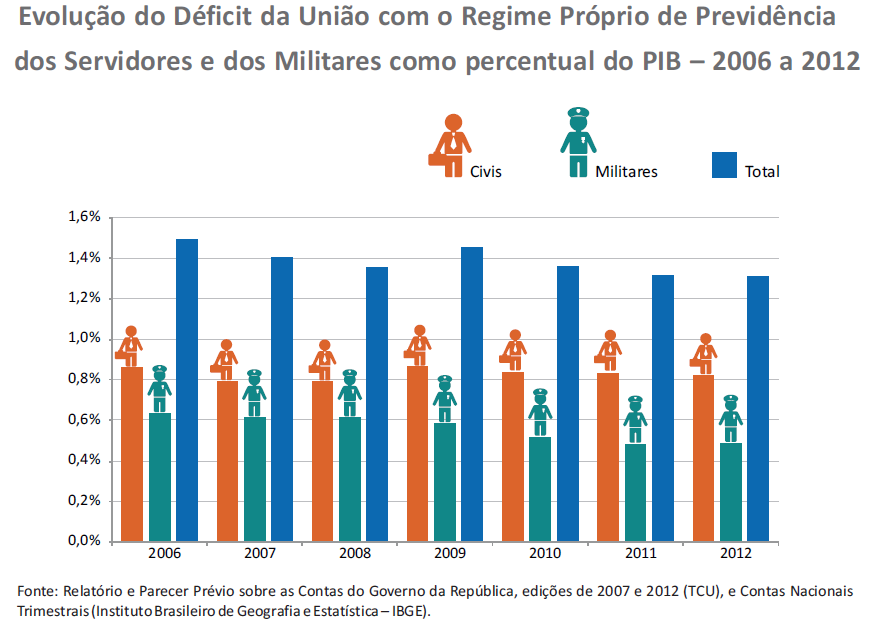 Evolução do Déficit da União com o Regime Próprio de Previdência
dos Servidores e dos Militares como percentual do PIB – 2006 a 2012
Civis
Militares
Total
1,6%
1,4%
1,2%
1,0%
0,8%
0,6%
0,4%
0,2%
0,0%
2006 2007 2008 2009 2010 2011 2012
Fonte: Relatório e Parecer Prévio sobre as Contas do Governo da República, edições de 2007 e 2012 (TCU), e Contas Nacionais
Trimestrais (Instituto Brasileiro de Geografia e Estatística – IBGE).